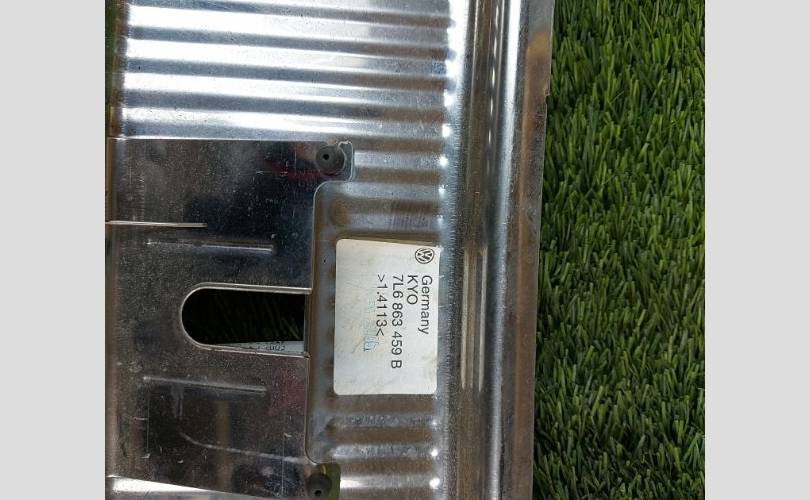 Germany
KYO
7L6 863 459 B
>1.4113<